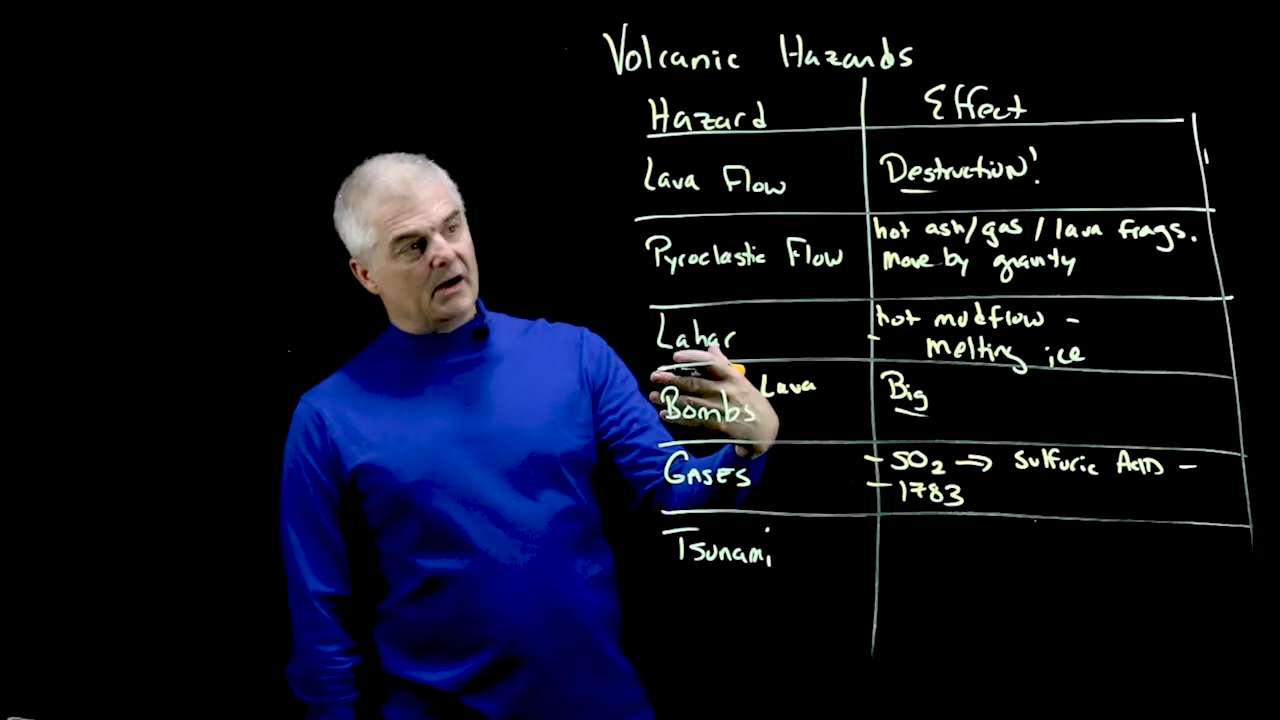 Volcanic Hazards
Hazard Effect
Lava Flow Destruction!
Pyroclastic Flow hot ash/gas/lava frags.
move by gravity
Lahar hot mudflow -
melting ice
Lava
Bombs Big
GASES - SO2 => Sulfuric Acid -
- 1783
Tsunami